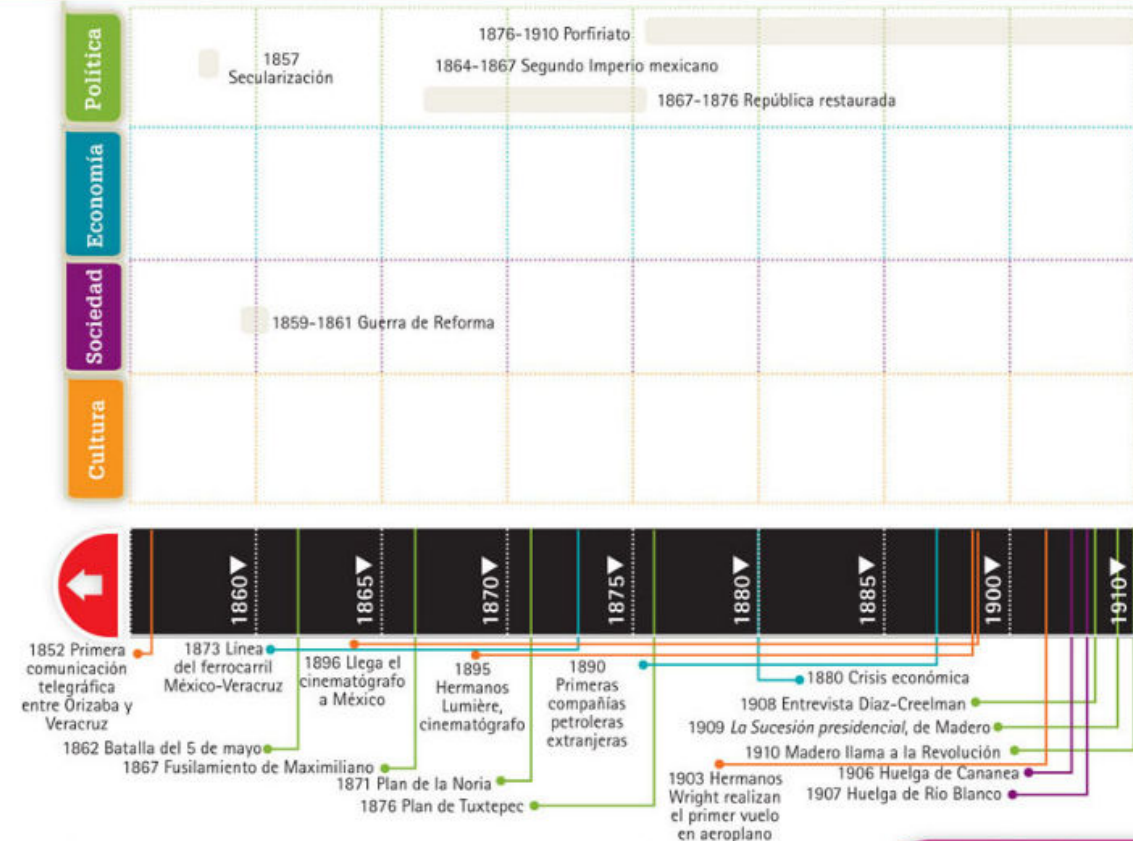 Política
1876-1910 Porfiriato
1857
Secularización
1864-1867 Segundo Imperio mexicano
1867-1876 República restaurada
Economía
Sociedad
1859-1861 Guerra de Reforma
Cultura
1860
1865
1870
1875
1880
1885
1900
1910
1852 Primera
comunicación
telegráfica
entre Orizaba y
Veracruz
1873 Línea
del ferrocarril
México-Veracruz
1896 Llega el
cinematógrafo
a México
1895
Hermanos
Lumière,
cinematógrafo
1890
Primeras
compañías
petroleras
extranjeras
1880 Crisis económica
1908 Entrevista Díaz-Creelman
1909 La Sucesión presidencial, de Madero
1910 Madero llama a la Revolución
1862 Batalla del 5 de mayo
1867 Fusilamiento de Maximiliano
1871 Plan de la Noria
1876 Plan de Tuxtepec
1903 Hermanos
Wright realizan
el primer vuelo
en aeroplano
1906 Huelga de Cananea
1907 Huelga de Río Blanco